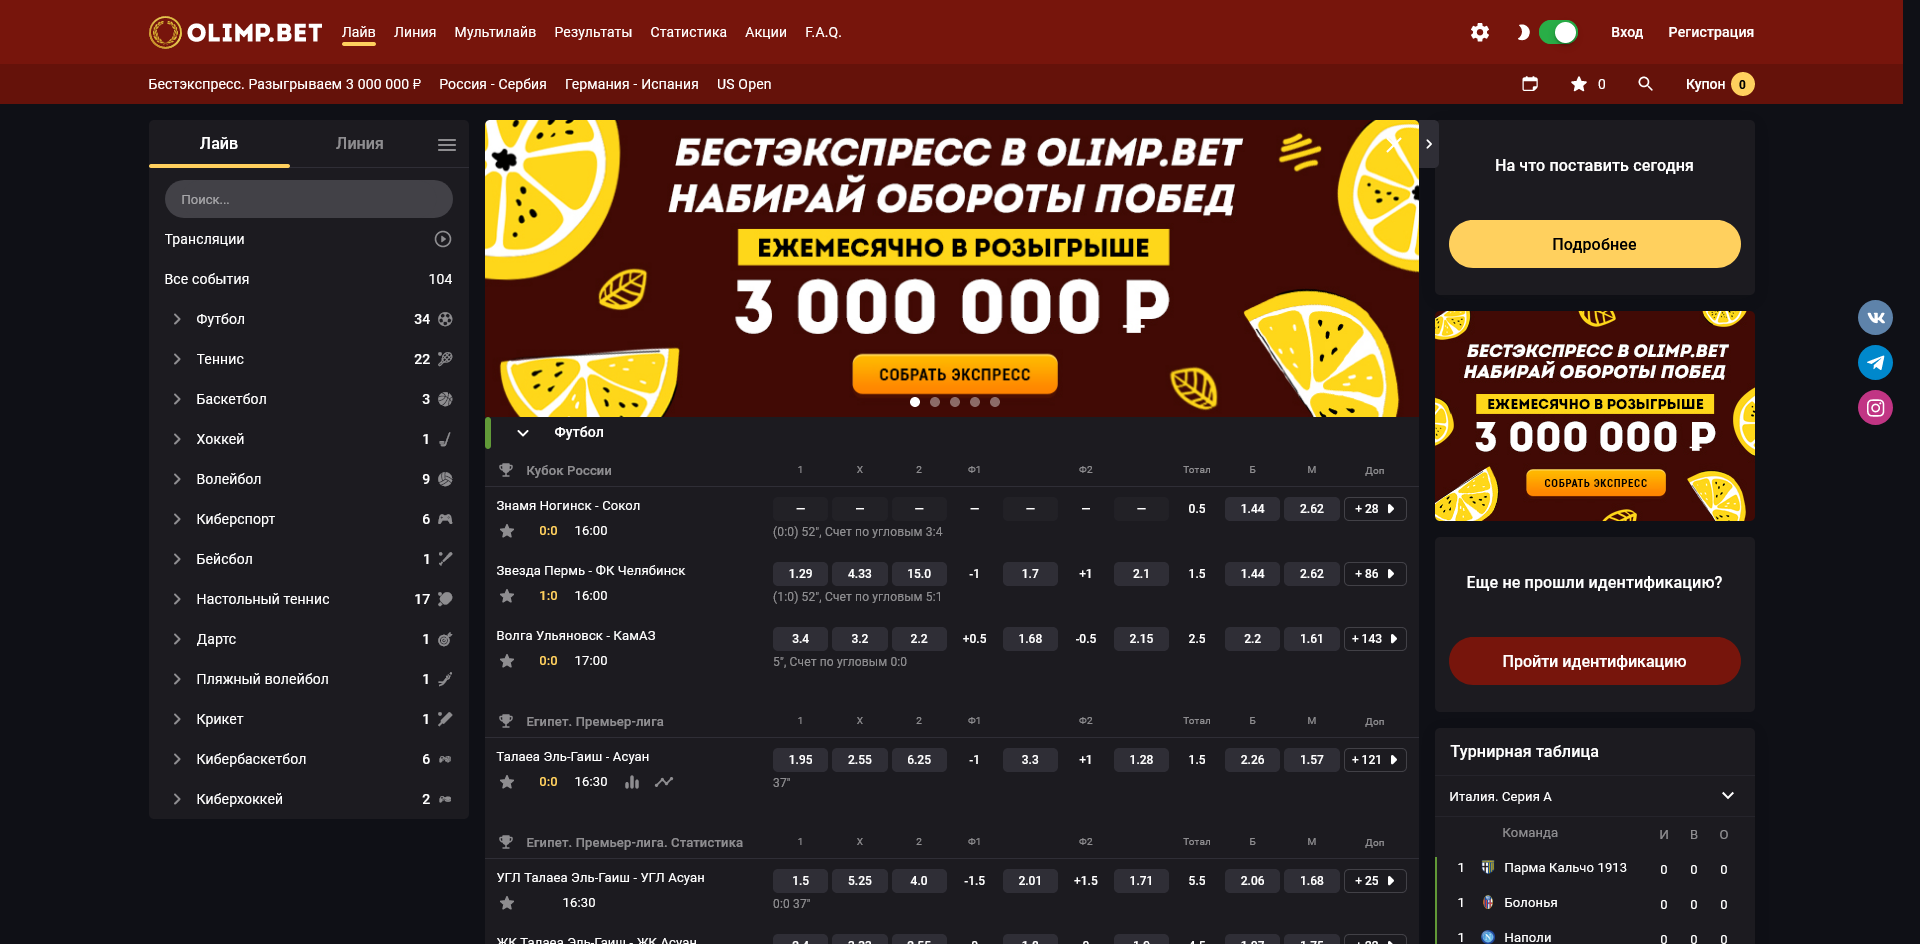 OLIMP.BET Лайв Линия Мультилайв Результаты Статистика Акции F.A.Q. Вход Регистрация
Бестэкспресс. Разыгрываем 3 000 000 ₽ Россия - Сербия Германия - Испания US Open 0 Купон 0
Лайв Линия
Поиск...
Трансляции
Все события 104
Футбол 34
Теннис 22
Баскетбол 3
Хоккей 1
Волейбол 9
Киберспорт 6
Бейсбол 1
Настольный теннис 17
Дартс 1
Пляжный волейбол 1
Крикет 1
Кибербаскетбол 6
Киберхоккей 2
БЕСТЭКСПРЕСС В OLIMP.BET
НАБИРАЙ ОБОРОТЫ ПОБЕД
ЕЖЕМЕСЯЧНО В РОЗЫГРЫШЕ
3 000 000 ₽
СОБРАТЬ ЭКСПРЕСС
Футбол
Кубок России 1 X 2 Ф1 Ф2 Тотал Б М Доп
Знамя Ногинск - Сокол — — — — — — — 0.5 1.44 2.62 + 28
0:0 16:00 (0:0) 52", Счет по угловым 3:4
Звезда Пермь - ФК Челябинск 1.29 4.33 15.0 -1 1.7 +1 2.1 1.5 1.44 2.62 + 86
1:0 16:00 (1:0) 52", Счет по угловым 5:1
Волга Ульяновск - КамАЗ 3.4 3.2 2.2 +0.5 1.68 -0.5 2.15 2.5 2.2 1.61 + 143
0:0 17:00 5", Счет по угловым 0:0
Египет. Премьер-лига 1 X 2 Ф1 Ф2 Тотал Б М Доп
Талаеа Эль-Гаиш - Асуан 1.95 2.55 6.25 -1 3.3 +1 1.28 1.5 2.26 1.57 + 121
0:0 16:30 37"
Египет. Премьер-лига. Статистика 1 X 2 Ф1 Ф2 Тотал Б М Доп
УГЛ Талаеа Эль-Гаиш - УГЛ Асуан 1.5 5.25 4.0 -1.5 2.01 +1.5 1.71 5.5 2.06 1.68 + 25
16:30 0:0 37"
ЖК Талаеа Эль-Гаиш - ЖК Асуан
На что поставить сегодня
Подробнее
БЕСТЭКСПРЕСС В OLIMP.BET
НАБИРАЙ ОБОРОТЫ ПОБЕД
ЕЖЕМЕСЯЧНО В РОЗЫГРЫШЕ
3 000 000 ₽
СОБРАТЬ ЭКСПРЕСС
Еще не прошли идентификацию?
Пройти идентификацию
Турнирная таблица
Италия. Серия А
Команда И В О
1 Парма Кальчо 1913 0 0 0
1 Болонья 0 0 0
1 Наполи 0 0 0